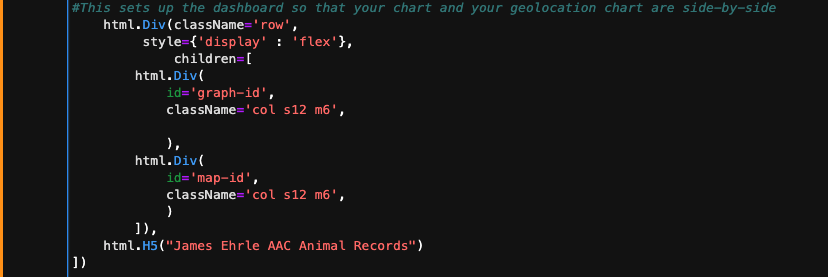 #This sets up the dashboard so that your chart and your geolocation chart are side-by-side
html.Div(className='row',
style={'display' : 'flex'},
children=[
html.Div(
id='graph-id',
className='col s12 m6',
),
html.Div(
id='map-id',
className='col s12 m6',
)
]),
html.H5("James Ehrle AAC Animal Records")
])